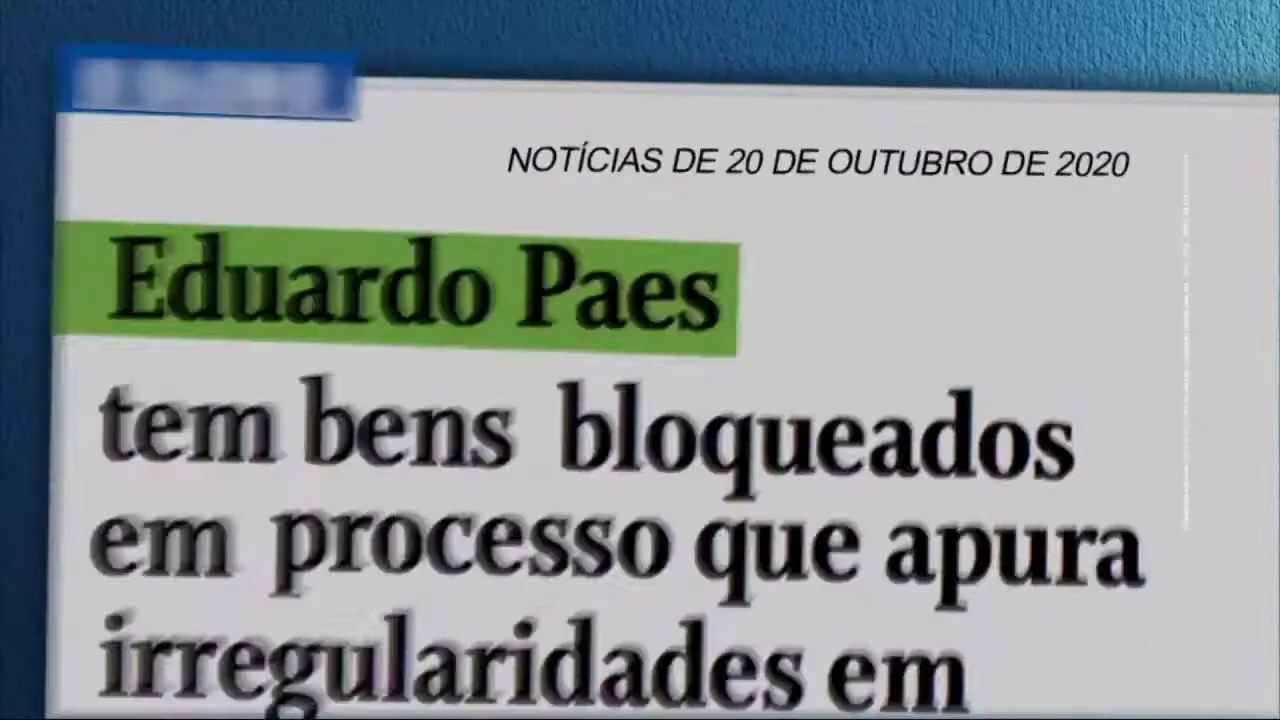 NOTÍCIAS DE 20 DE OUTUBRO DE 2020
Eduardo Paes
tem bens bloqueados
em processo que apura
irregularidades em